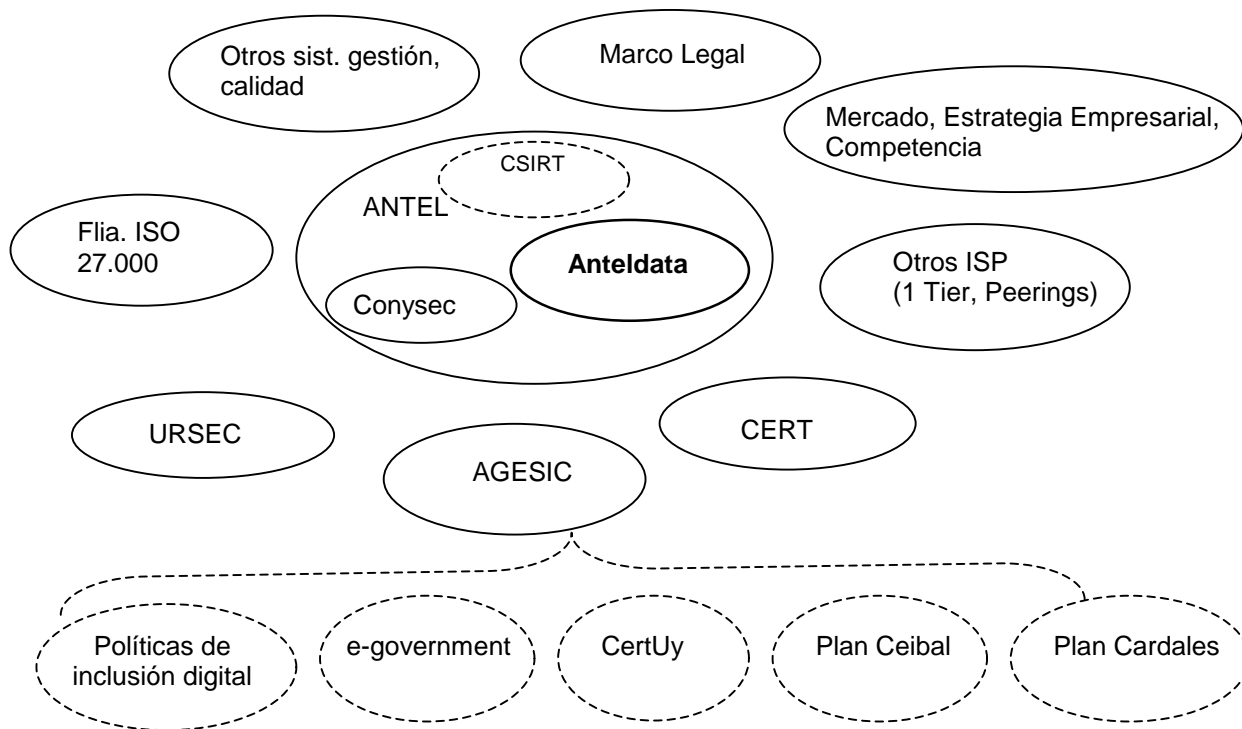 Otros sist. gestión,
calidad
Marco Legal
Mercado, Estrategia Empresarial,
Competencia
CSIRT
ANTEL
Anteldata
Conysec
Flia. ISO
27.000
Otros ISP
(1 Tier, Peerings)
URSEC
AGESIC
CERT
Políticas de
inclusión digital
e-government
CertUy
Plan Ceibal
Plan Cardales